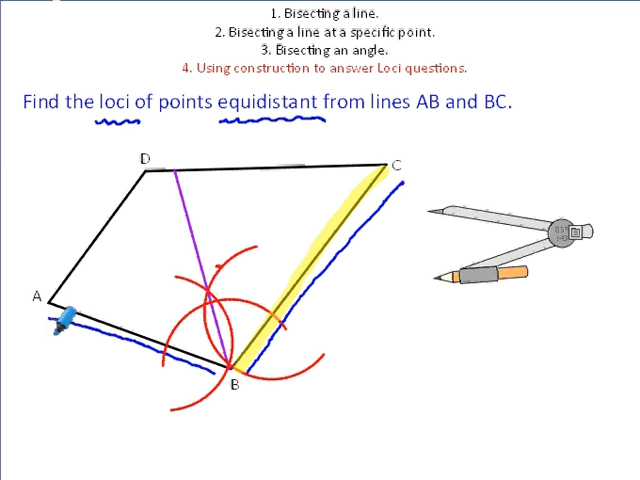 1. Bisecting a line.
2. Bisecting a line at a specific point.
3. Bisecting an angle.
4. Using construction to answer Loci questions.
Find the loci of points equidistant from lines AB and BC.
D
C
A
B